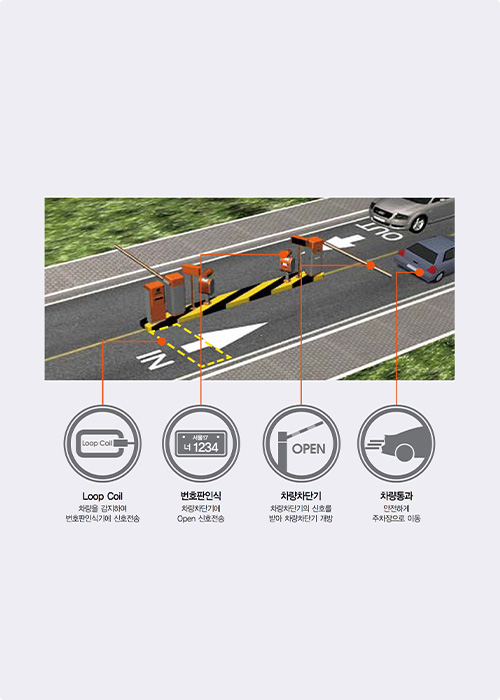 OUT
IN
Loop Coil
서울17
너 1234
OPEN
Loop Coil
차량을 감지하여
번호판인식기에 신호전송
번호판인식
차량차단기에
Open 신호전송
차량차단기
차량차단기의 신호를
받아 차량차단기 개방
차량통과
안전하게
주차장으로 이동